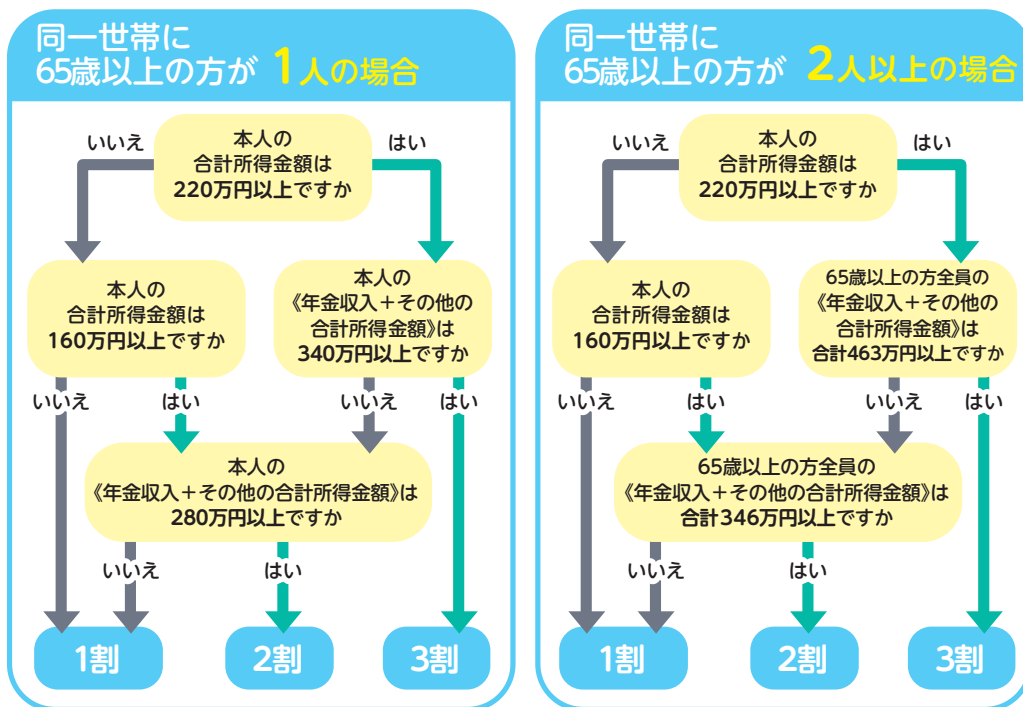 同一世帯に
65歳以上の方が 1人の場合
いいえ
本人の
合計所得金額は
220万円以上ですか
はい
本人の
合計所得金額は
160万円以上ですか
本人の
《年金収入＋その他の
合計所得金額》は
340万円以上ですか
いいえ
はい
いいえ
はい
本人の
《年金収入＋その他の合計所得金額》は
280万円以上ですか
いいえ
はい
1割
2割
3割
同一世帯に
65歳以上の方が 2人以上の場合
いいえ
本人の
合計所得金額は
220万円以上ですか
はい
本人の
合計所得金額は
160万円以上ですか
65歳以上の方全員の
《年金収入＋その他の
合計所得金額》は
合計463万円以上ですか
いいえ
はい
いいえ
はい
65歳以上の方全員の
《年金収入＋その他の合計所得金額》は
合計346万円以上ですか
いいえ
はい
1割
2割
3割